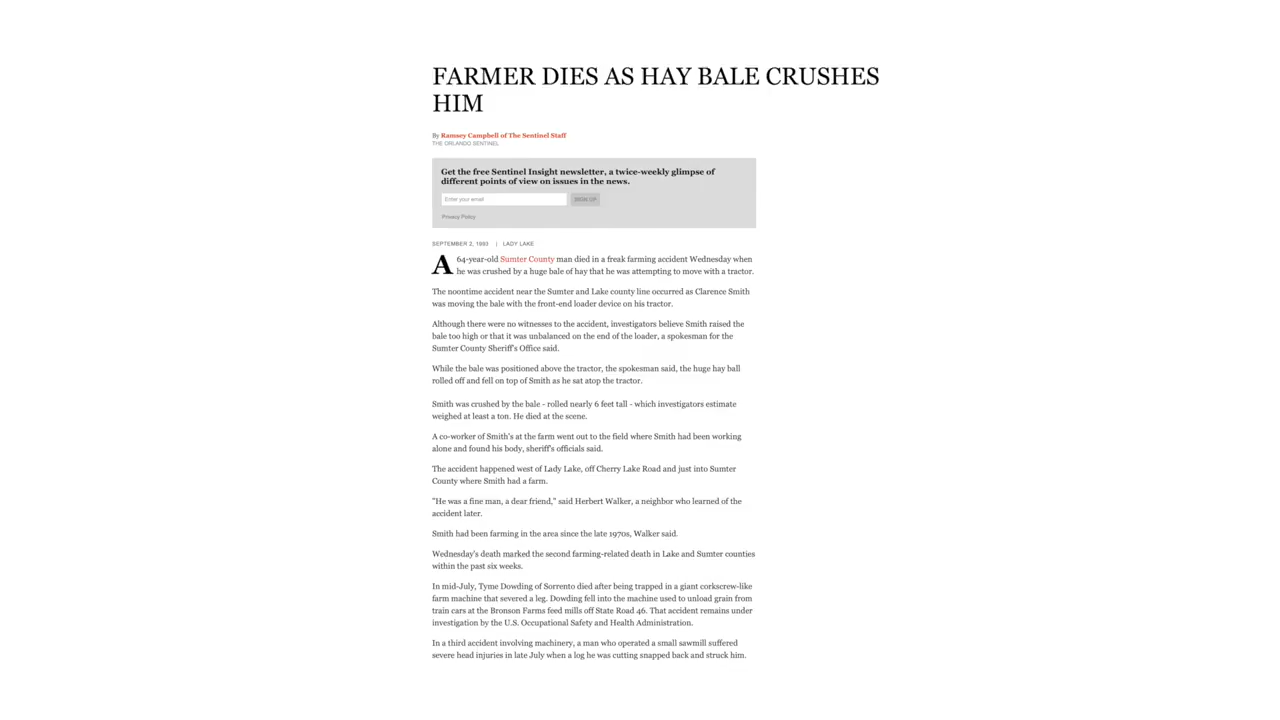 FARMER DIES AS HAY BALE CRUSHES
HIM
By Ramsey Campbell of The Sentinel Staff
THE ORLANDO SENTINEL
Get the free Sentinel Insight newsletter, a twice-weekly glimpse of
different points of view on issues in the news.
Enter your email SIGN UP
Privacy Policy
SEPTEMBER 2, 1993 | LADY LAKE
A 64-year-old Sumter County man died in a freak farming accident Wednesday when
he was crushed by a huge bale of hay that he was attempting to move with a tractor.
The noontime accident near the Sumter and Lake county line occurred as Clarence Smith
was moving the bale with the front-end loader device on his tractor.
Although there were no witnesses to the accident, investigators believe Smith raised the
bale too high or that it was unbalanced on the end of the loader, a spokesman for the
Sumter County Sheriff's Office said.
While the bale was positioned above the tractor, the spokesman said, the huge hay ball
rolled off and fell on top of Smith as he sat atop the tractor.
Smith was crushed by the bale - rolled nearly 6 feet tall - which investigators estimate
weighed at least a ton. He died at the scene.
A co-worker of Smith's at the farm went out to the field where Smith had been working
alone and found his body, sheriff's officials said.
The accident happened west of Lady Lake, off Cherry Lake Road and just into Sumter
County where Smith had a farm.
"He was a fine man, a dear friend," said Herbert Walker, a neighbor who learned of the
accident later.
Smith had been farming in the area since the late 1970s, Walker said.
Wednesday's death marked the second farming-related death in Lake and Sumter counties
within the past six weeks.
In mid-July, Tyme Dowding of Sorrento died after being trapped in a giant corkscrew-like
farm machine that severed a leg. Dowding fell into the machine used to unload grain from
train cars at the Bronson Farms feed mills off State Road 46. That accident remains under
investigation by the U.S. Occupational Safety and Health Administration.
In a third accident involving machinery, a man who operated a small sawmill suffered
severe head injuries in late July when a log he was cutting snapped back and struck him.